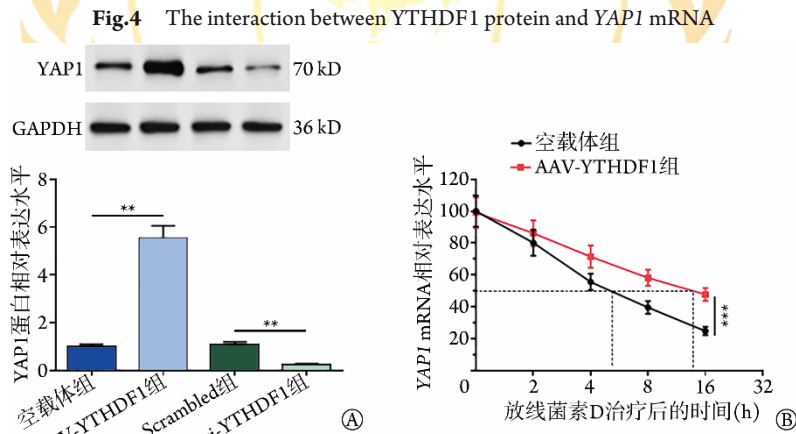 Fig.4 The interaction between YTHDF1 protein and YAP1 mRNA
YAP1 70 kD
GAPDH 36 kD
YAP1蛋白相对表达水平
8
6
4
2
0
**
**
空载体组
V-YTHDF1组
Scrambled组
i-YTHDF1组
A
空载体组
AAV-YTHDF1组
YAP1 mRNA相对表达水平
120
100
80
60
40
20
0 2 4 8 16 32
***
放线菌素D治疗后的时间(h)
B